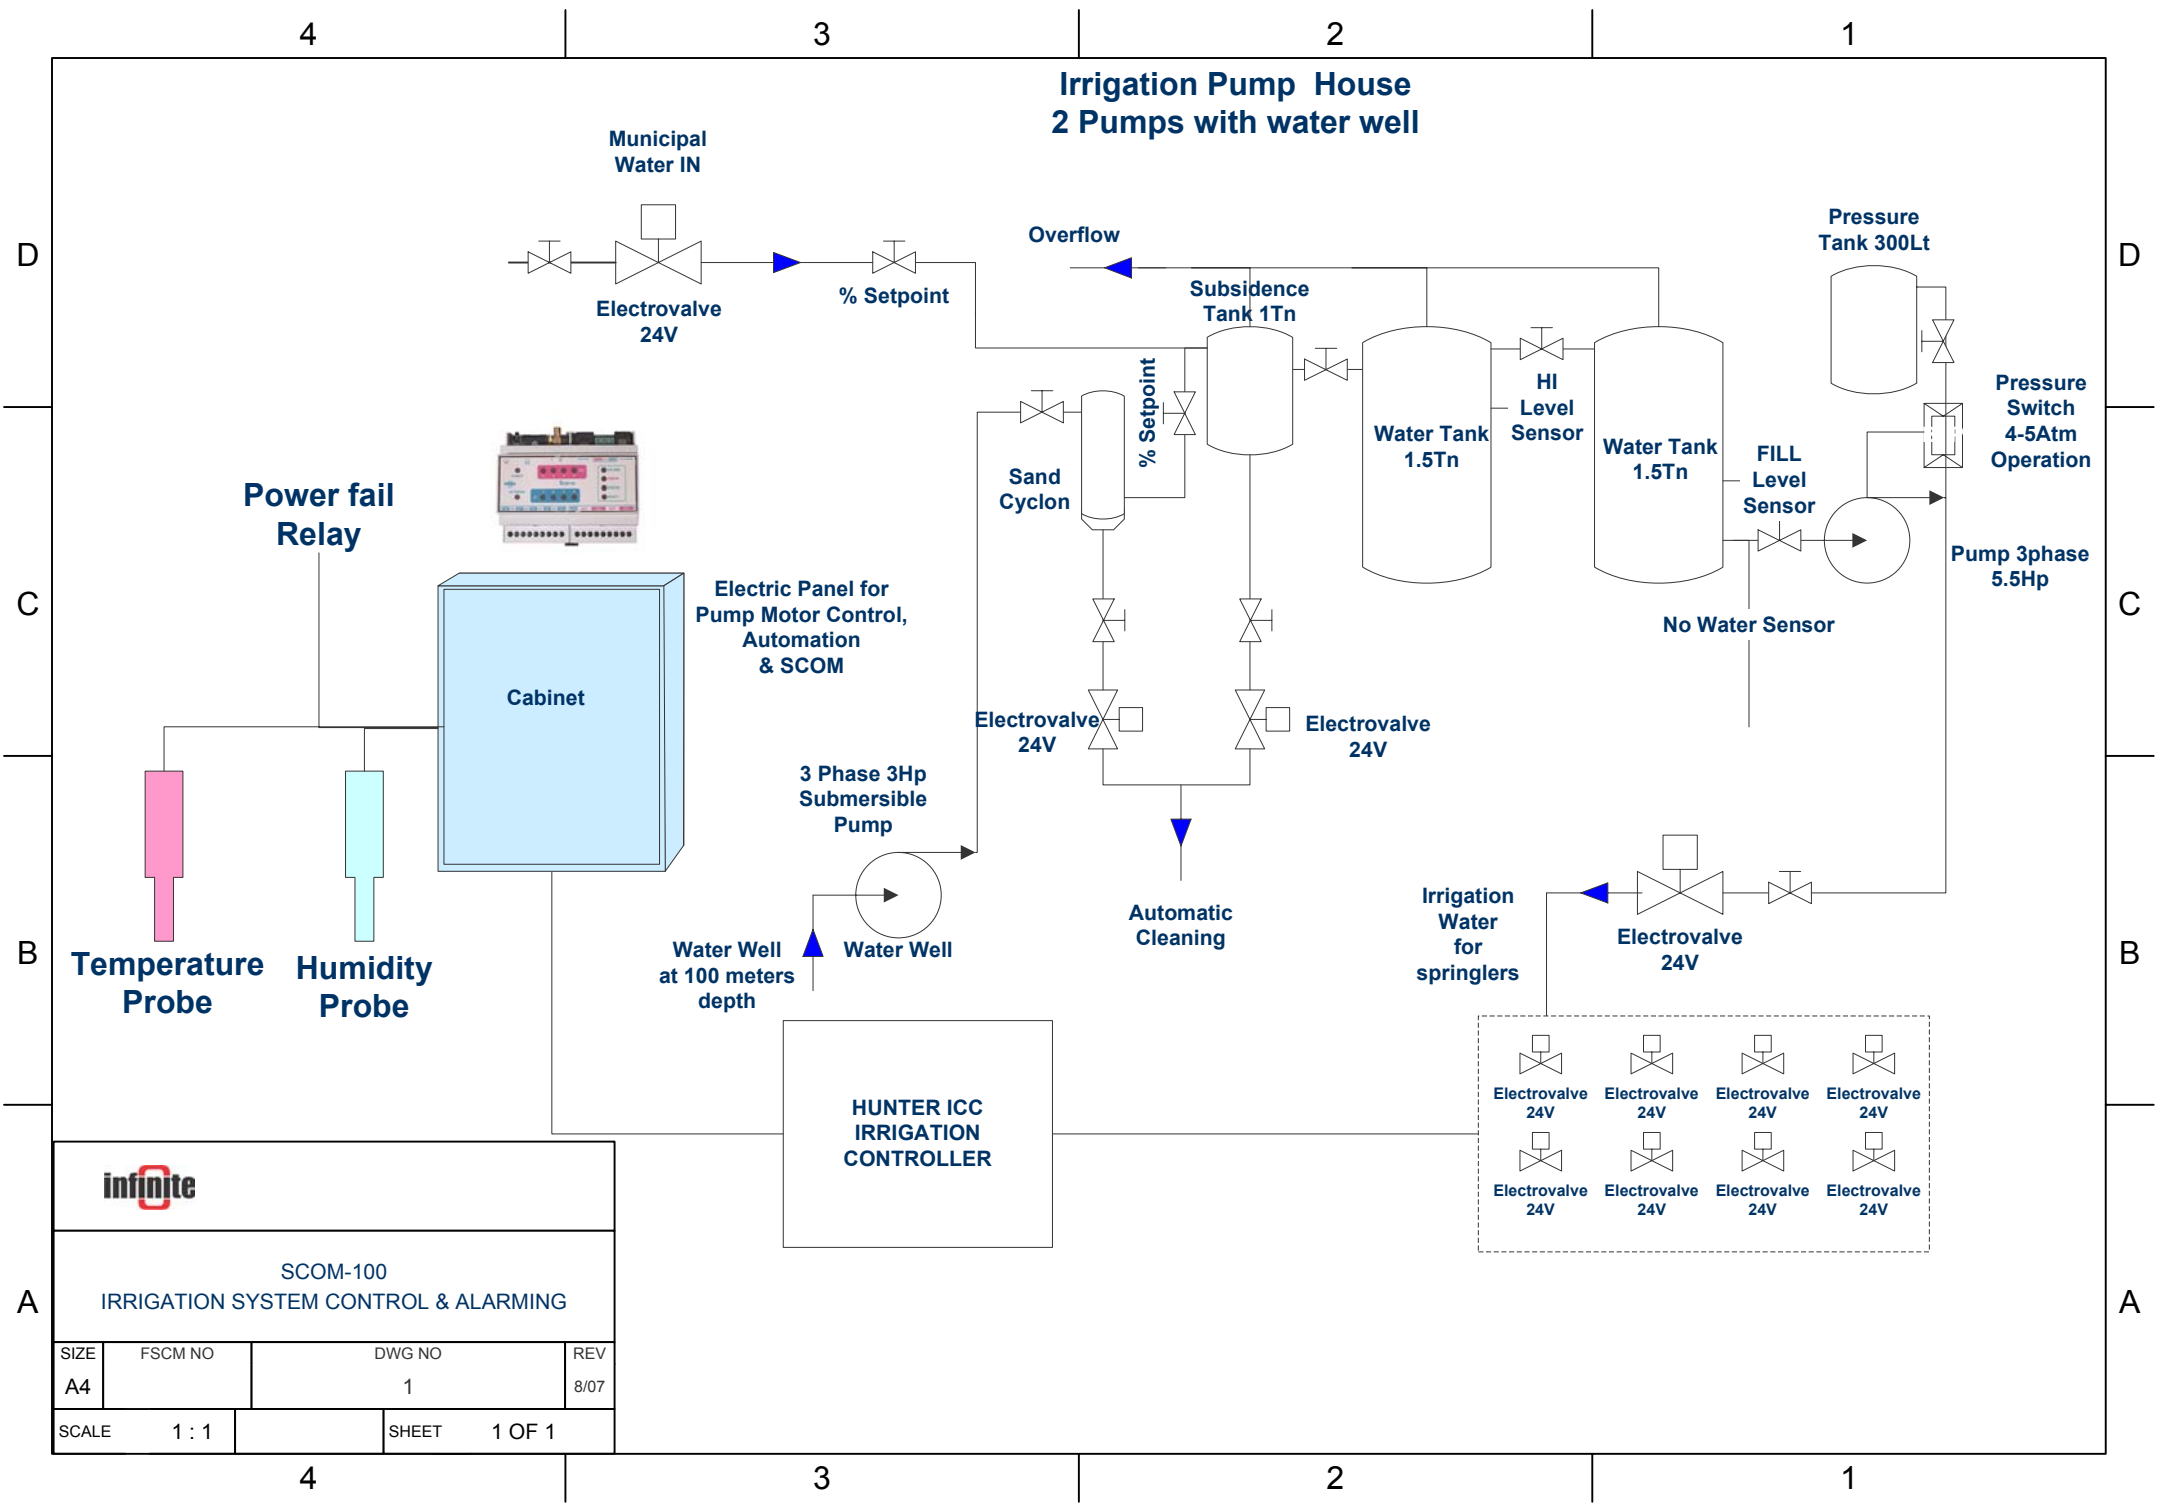 4
3
2
1
Irrigation Pump House
2 Pumps with water well
Municipal
Water IN
Electrovalve
24V
% Setpoint
Overflow
Subsidence
Tank 1Tn
Pressure
Tank 300Lt
D
D
% Setpoint
HI
Level
Sensor
Pressure
Switch
4-5Atm
Operation
Water Tank
1.5Tn
Water Tank
1.5Tn
FILL
Level
Sensor
Sand
Cyclon
Power fail
Relay
Pump 3phase
5.5Hp
No Water Sensor
C
C
Electric Panel for
Pump Motor Control,
Automation
& SCOM
Cabinet
Electrovalve
24V
Electrovalve
24V
3 Phase 3Hp
Submersible
Pump
Automatic
Cleaning
Irrigation
Water
for
springlers
Electrovalve
24V
Water Well
at 100 meters
depth
Water Well
B
B
Temperature
Probe
Humidity
Probe
HUNTER ICC
IRRIGATION
CONTROLLER
Electrovalve
24V
Electrovalve
24V
Electrovalve
24V
Electrovalve
24V
Electrovalve
24V
Electrovalve
24V
Electrovalve
24V
Electrovalve
24V
infinite
SCOM-100
IRRIGATION SYSTEM CONTROL & ALARMING
A
A
SIZE
FSCM NO
DWG NO
REV
A4
1
8/07
SCALE
1 : 1
SHEET
1 OF 1
4
3
2
1